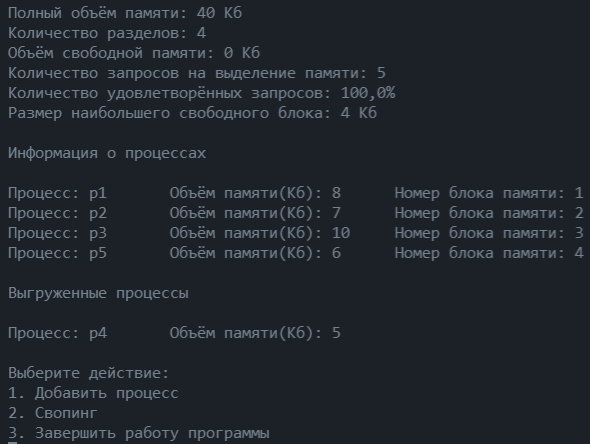 Полный объём памяти: 40 Кб
Количество разделов: 4
Объём свободной памяти: 0 Кб
Количество запросов на выделение памяти: 5
Количество удовлетворённых запросов: 100,0%
Размер наибольшего свободного блока: 4 Кб
Информация о процессах
Процесс: p1 Объём памяти(Кб): 8 Номер блока памяти: 1
Процесс: p2 Объём памяти(Кб): 7 Номер блока памяти: 2
Процесс: p3 Объём памяти(Кб): 10 Номер блока памяти: 3
Процесс: p5 Объём памяти(Кб): 6 Номер блока памяти: 4
Выгруженные процессы
Процесс: p4 Объём памяти(Кб): 5
Выберите действие:
1. Добавить процесс
2. Свопинг
3. Завершить работу программы